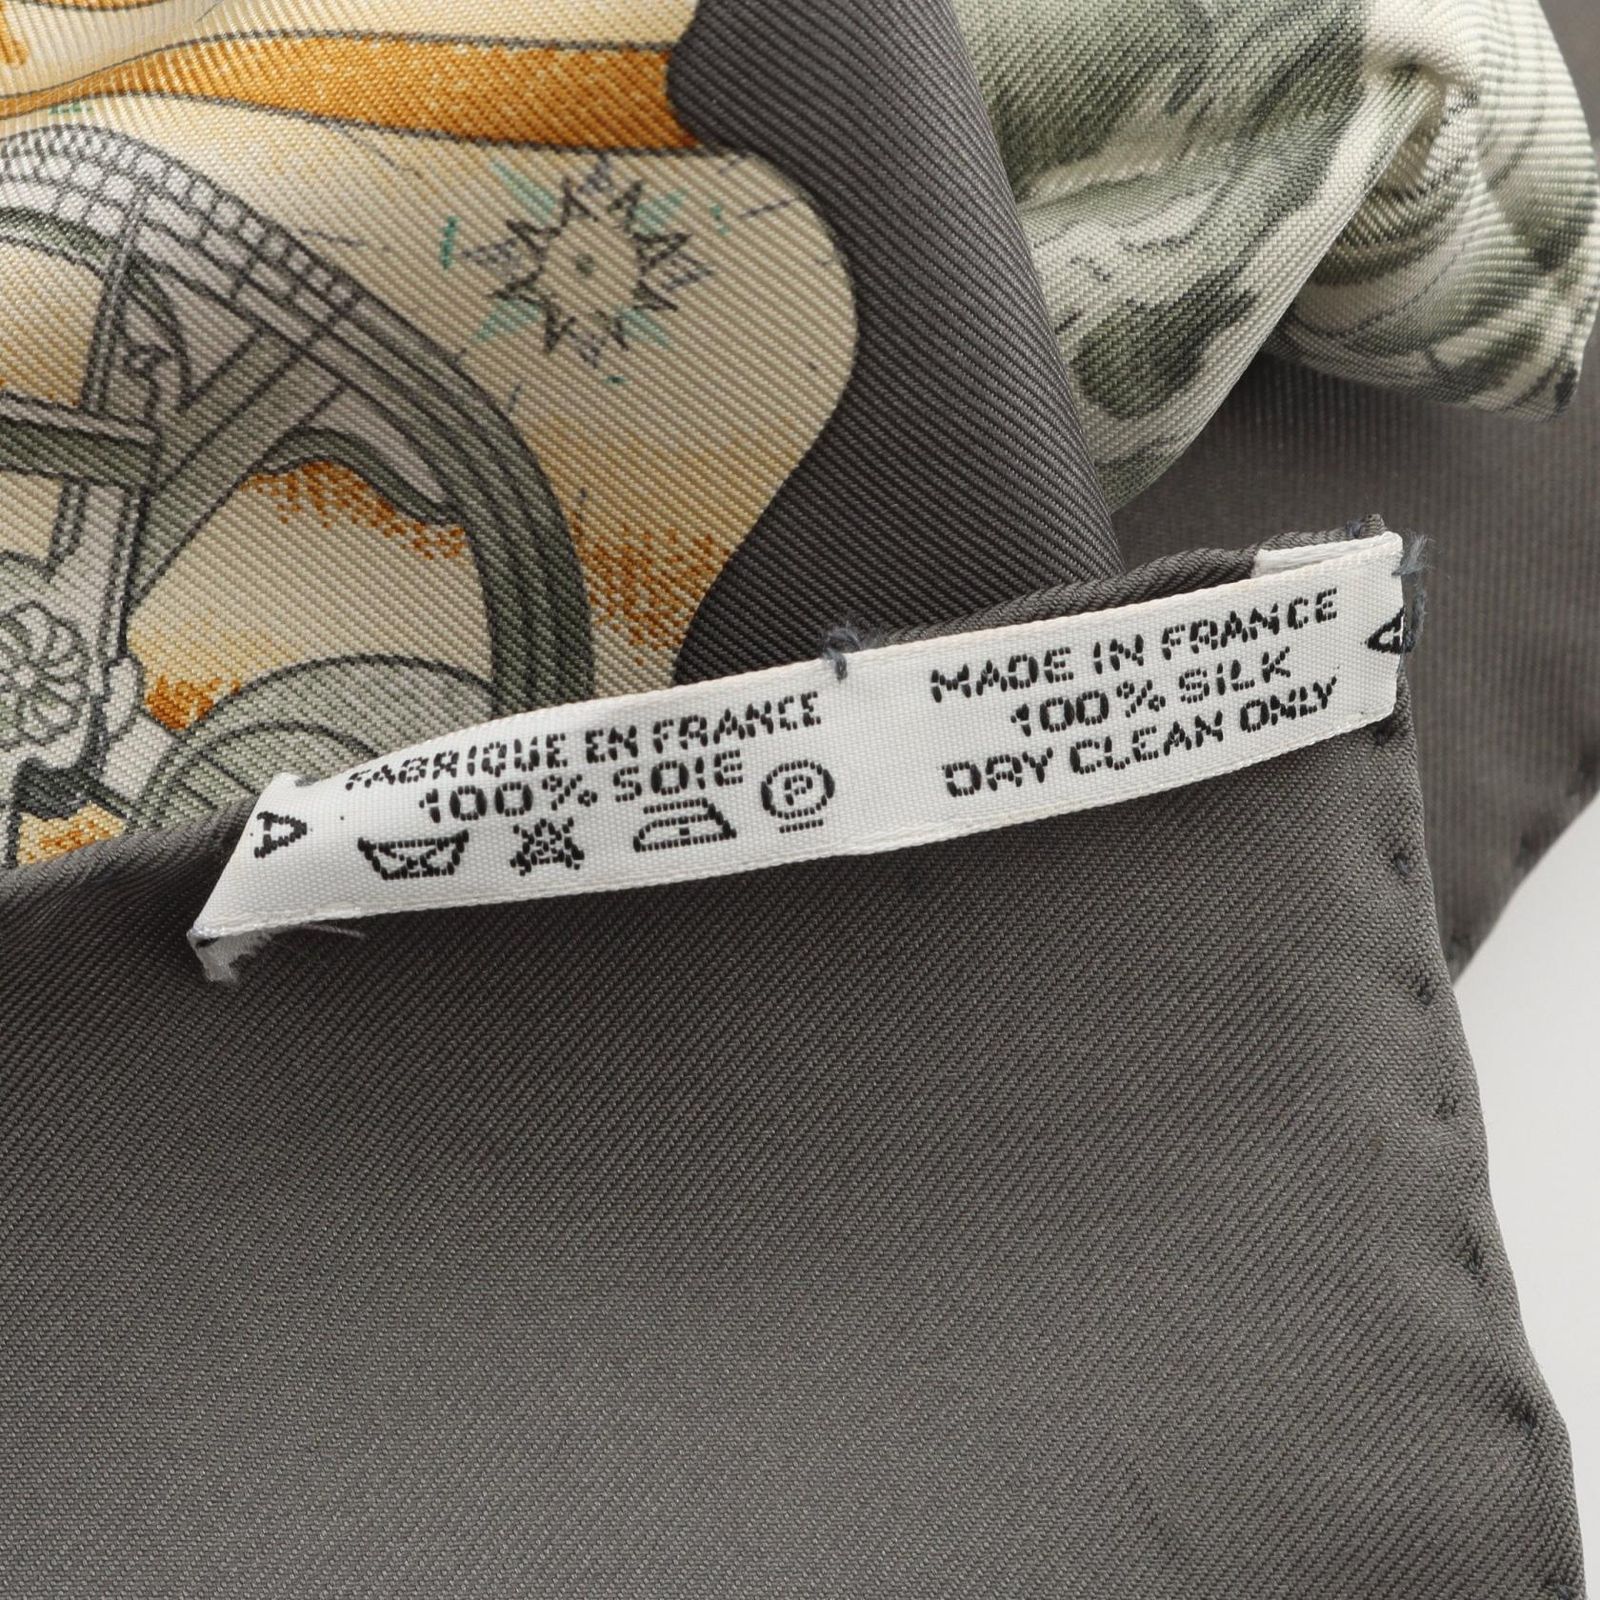 A
FABRIQUE EN FRANCE
100% SOIE
P
MADE IN FRANCE
100% SILK
DRY CLEAN ONLY
A